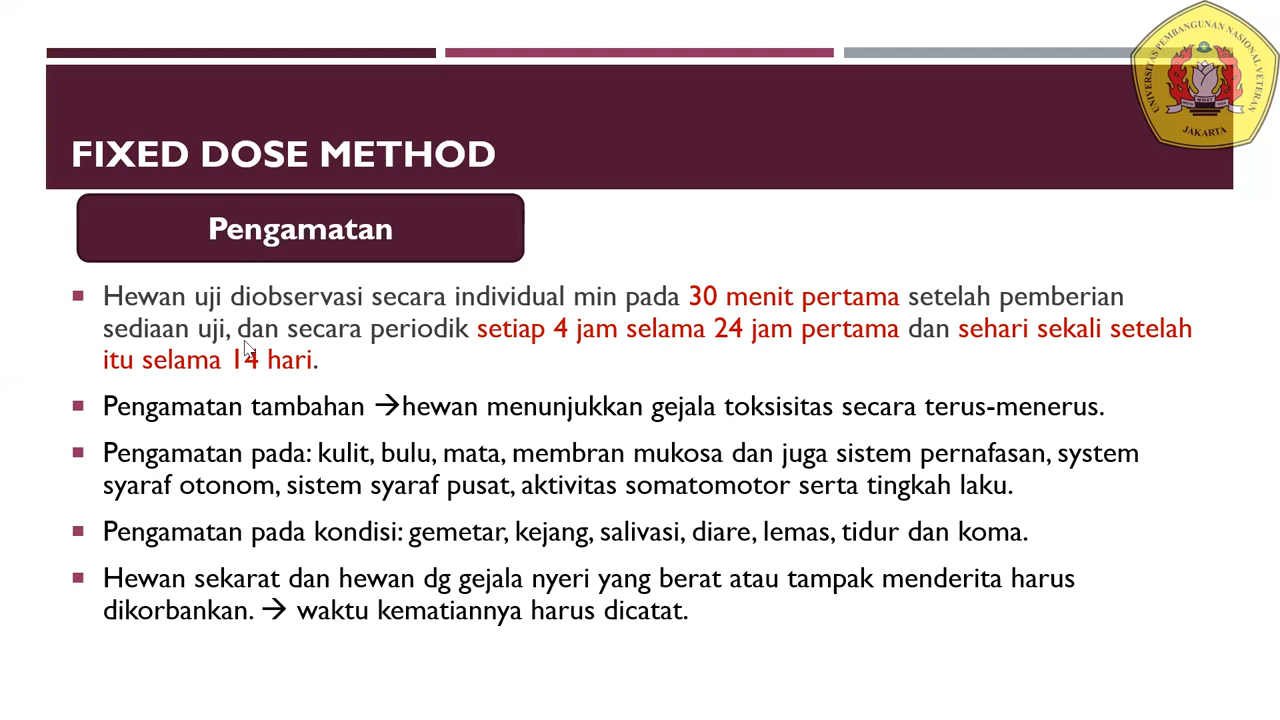 UNIVERSITAS PEMBANGUNAN NASIONAL VETERAN
JAKARTA
FIXED DOSE METHOD
Pengamatan
Hewan uji diobservasi secara individual min pada 30 menit pertama setelah pemberian
sediaan uji, dan secara periodik setiap 4 jam selama 24 jam pertama dan sehari sekali setelah
itu selama 14 hari.
Pengamatan tambahan →hewan menunjukkan gejala toksisitas secara terus-menerus.
Pengamatan pada: kulit, bulu, mata, membran mukosa dan juga sistem pernafasan, system
syaraf otonom, sistem syaraf pusat, aktivitas somatomotor serta tingkah laku.
Pengamatan pada kondisi: gemetar, kejang, salivasi, diare, lemas, tidur dan koma.
Hewan sekarat dan hewan dg gejala nyeri yang berat atau tampak menderita harus
dikorbankan. → waktu kematiannya harus dicatat.